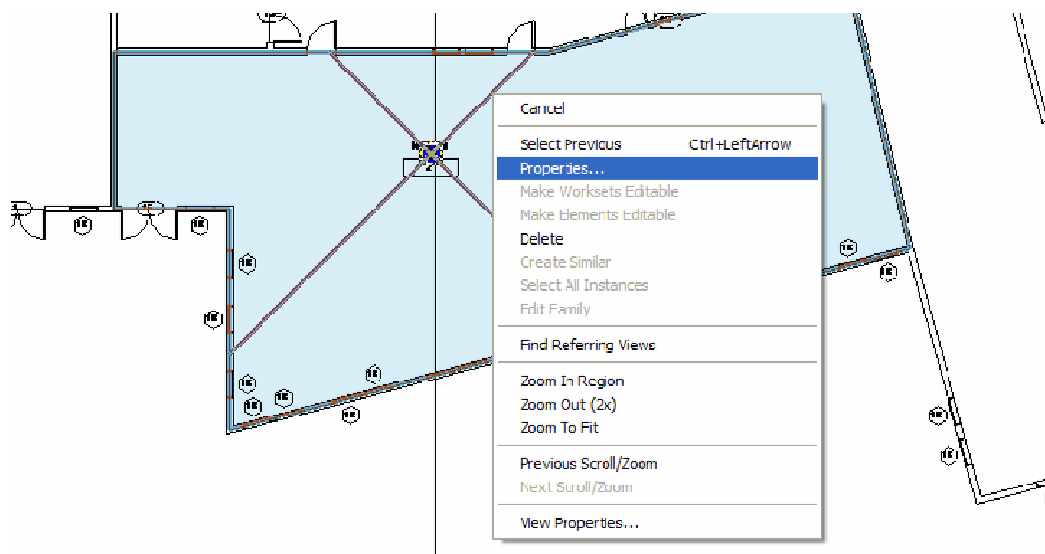 Cancel
Select Previous Ctrl+LeftArrow
Properties...
Make Worksets Editable
Make Elements Editable
Delete
Create Similar
Select All Instances
Edit Family
Find Referring Views
Zoom In Region
Zoom Out (2x)
Zoom To Fit
Previous Scroll/Zoom
Next Scroll/Zoom
View Properties...